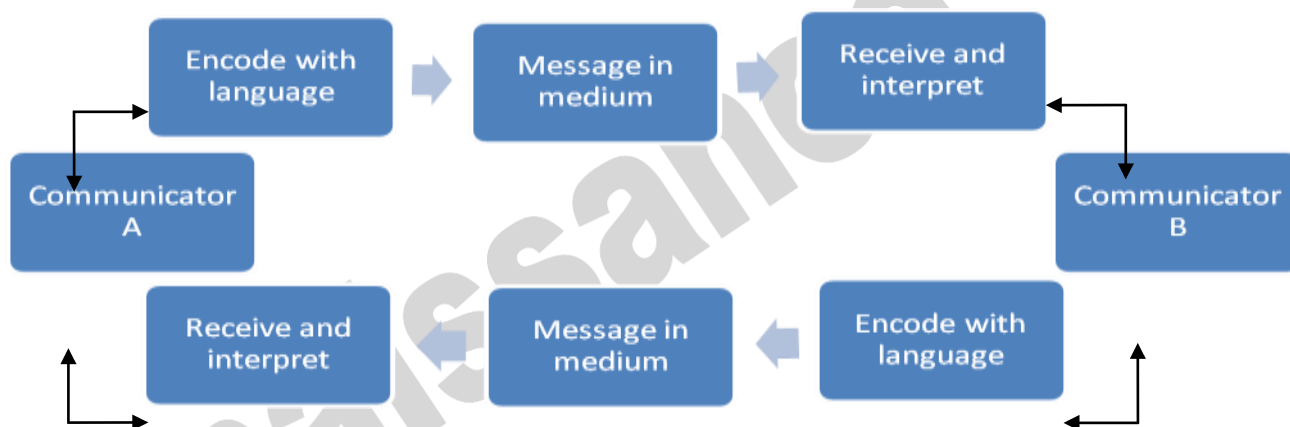 Encode with
language
Message in
medium
Receive and
interpret
Communicator
A
Communicator
B
Receive and
interpret
Message in
medium
Encode with
language